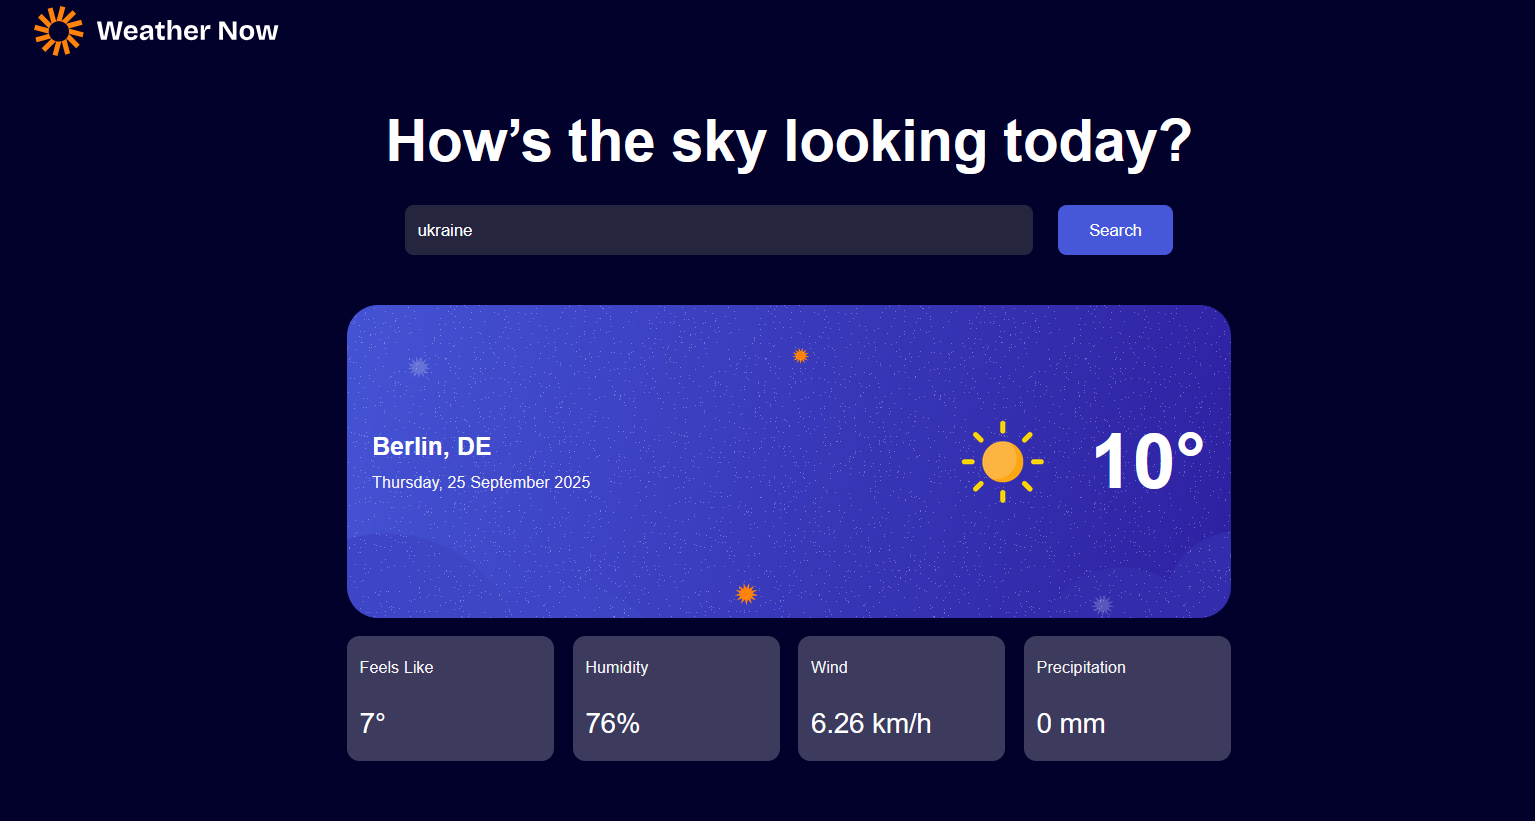 Weather Now
How’s the sky looking today?
ukraine
Search
Berlin, DE
Thursday, 25 September 2025
10°
Feels Like
7°
Humidity
76%
Wind
6.26 km/h
Precipitation
0 mm